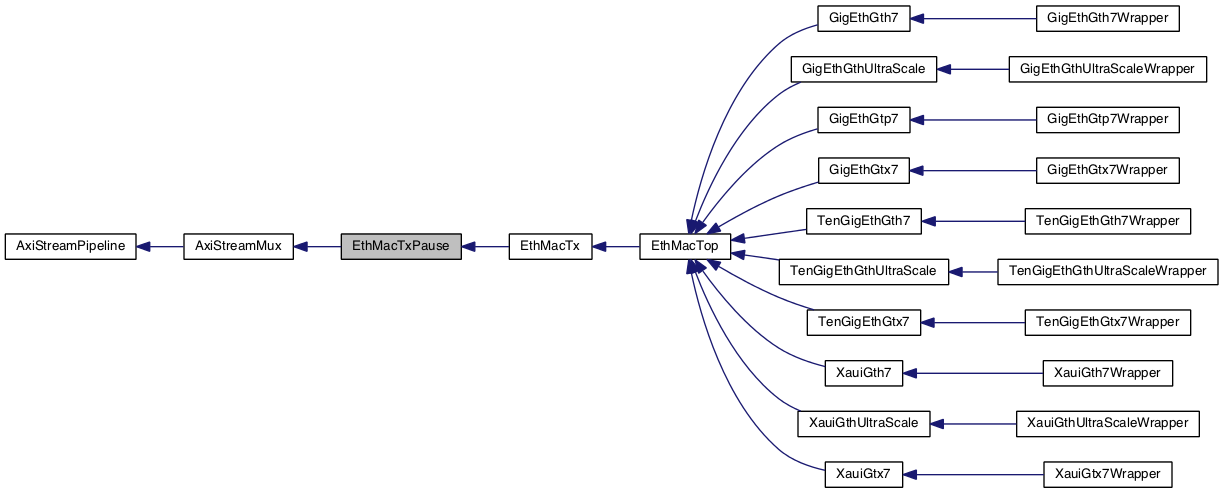 GigEthGth7
GigEthGth7Wrapper
GigEthGthUltraScale
GigEthGthUltraScaleWrapper
GigEthGtp7
GigEthGtp7Wrapper
GigEthGtx7
GigEthGtx7Wrapper
TenGigEthGth7
TenGigEthGth7Wrapper
AxiStreamPipeline
AxiStreamMux
EthMacTxPause
EthMacTx
EthMacTop
TenGigEthGthUltraScale
TenGigEthGthUltraScaleWrapper
TenGigEthGtx7
TenGigEthGtx7Wrapper
XauiGth7
XauiGth7Wrapper
XauiGthUltraScale
XauiGthUltraScaleWrapper
XauiGtx7
XauiGtx7Wrapper